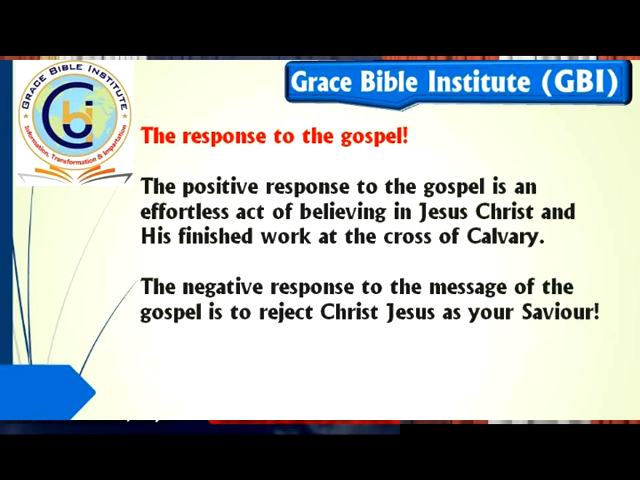 GRACE BIBLE INSTITUTE
Information, Transformation & Impartation
Grace Bible Institute (GBI)
The response to the gospel!
The positive response to the gospel is an
effortless act of believing in Jesus Christ and
His finished work at the cross of Calvary.
The negative response to the message of the
gospel is to reject Christ Jesus as your Saviour!